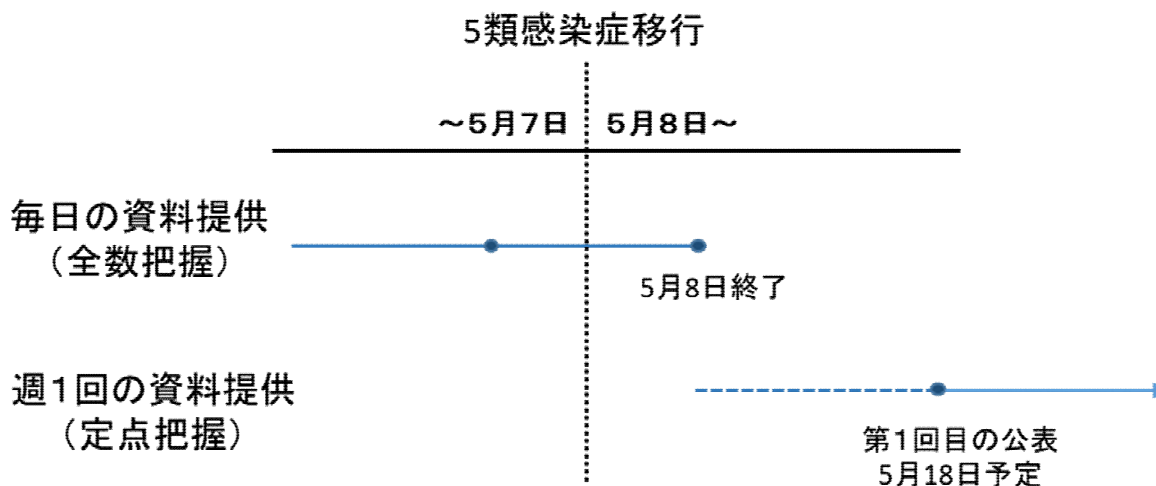 5類感染症移行
～5月7日
5月8日～
毎日の資料提供
（全数把握）
5月8日終了
週1回の資料提供
（定点把握）
第1回目の公表
5月18日予定